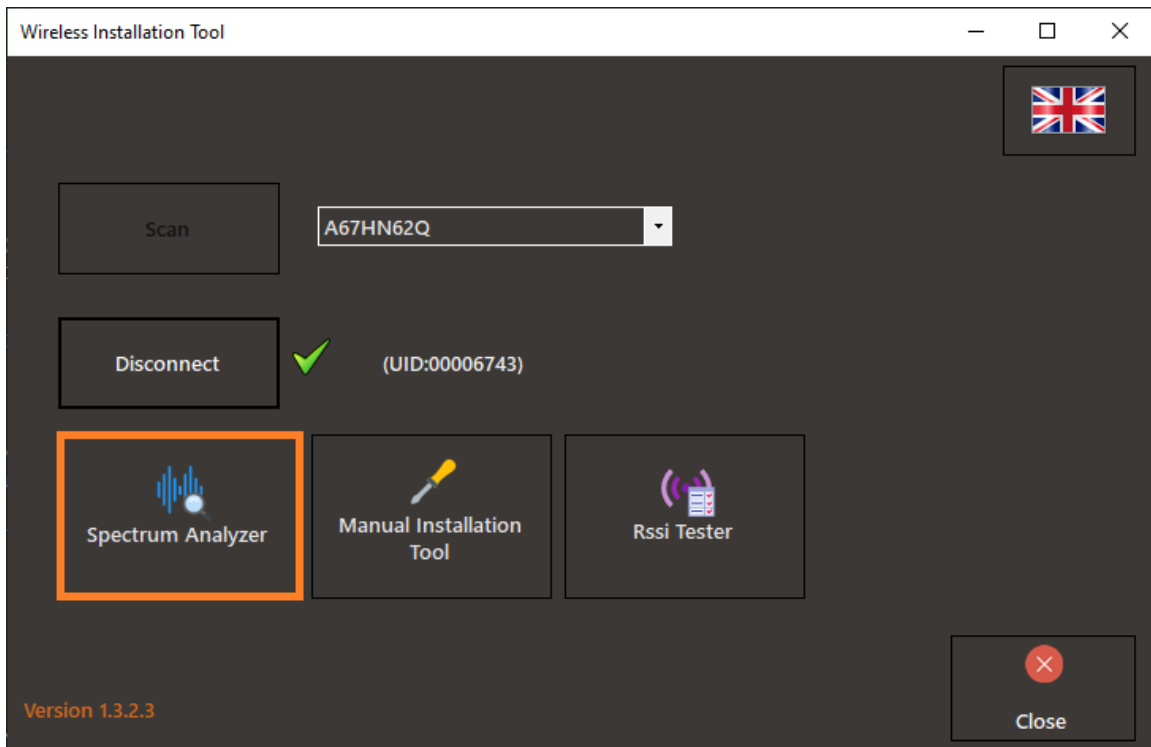 Wireless Installation Tool
Scan
A67HN62Q
Disconnect
(UID:00006743)
Spectrum Analyzer
Manual Installation
Tool
Rssi Tester
Version 1.3.2.3
Close